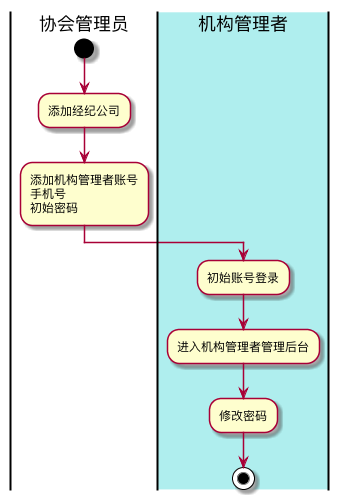 协会管理员
机构管理者
添加经纪公司
添加机构管理者账号
手机号
初始密码
初始账号登录
进入机构管理者管理后台
修改密码